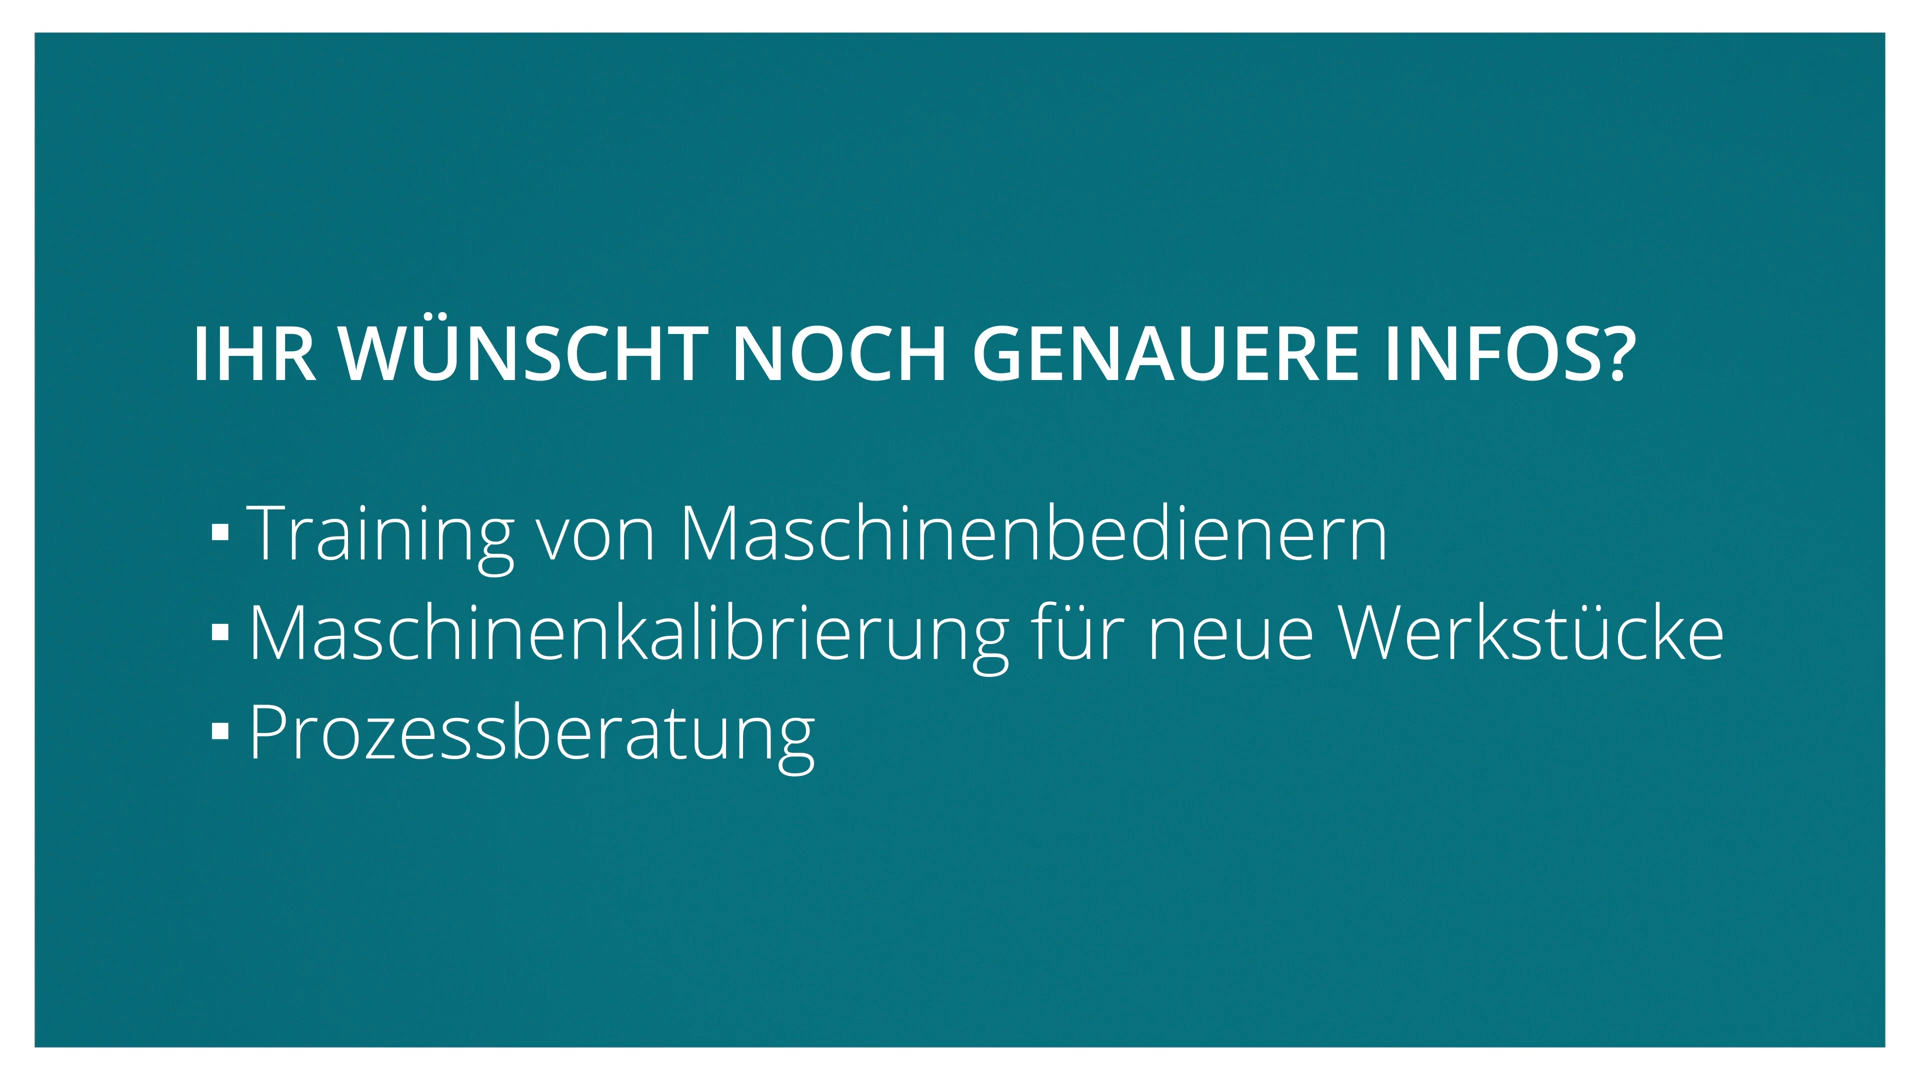 IHR WÜNSCHT NOCH GENAUERE INFOS?
▪ Training von Maschinenbedienern
▪ Maschinenkalibrierung für neue Werkstücke
▪ Prozessberatung